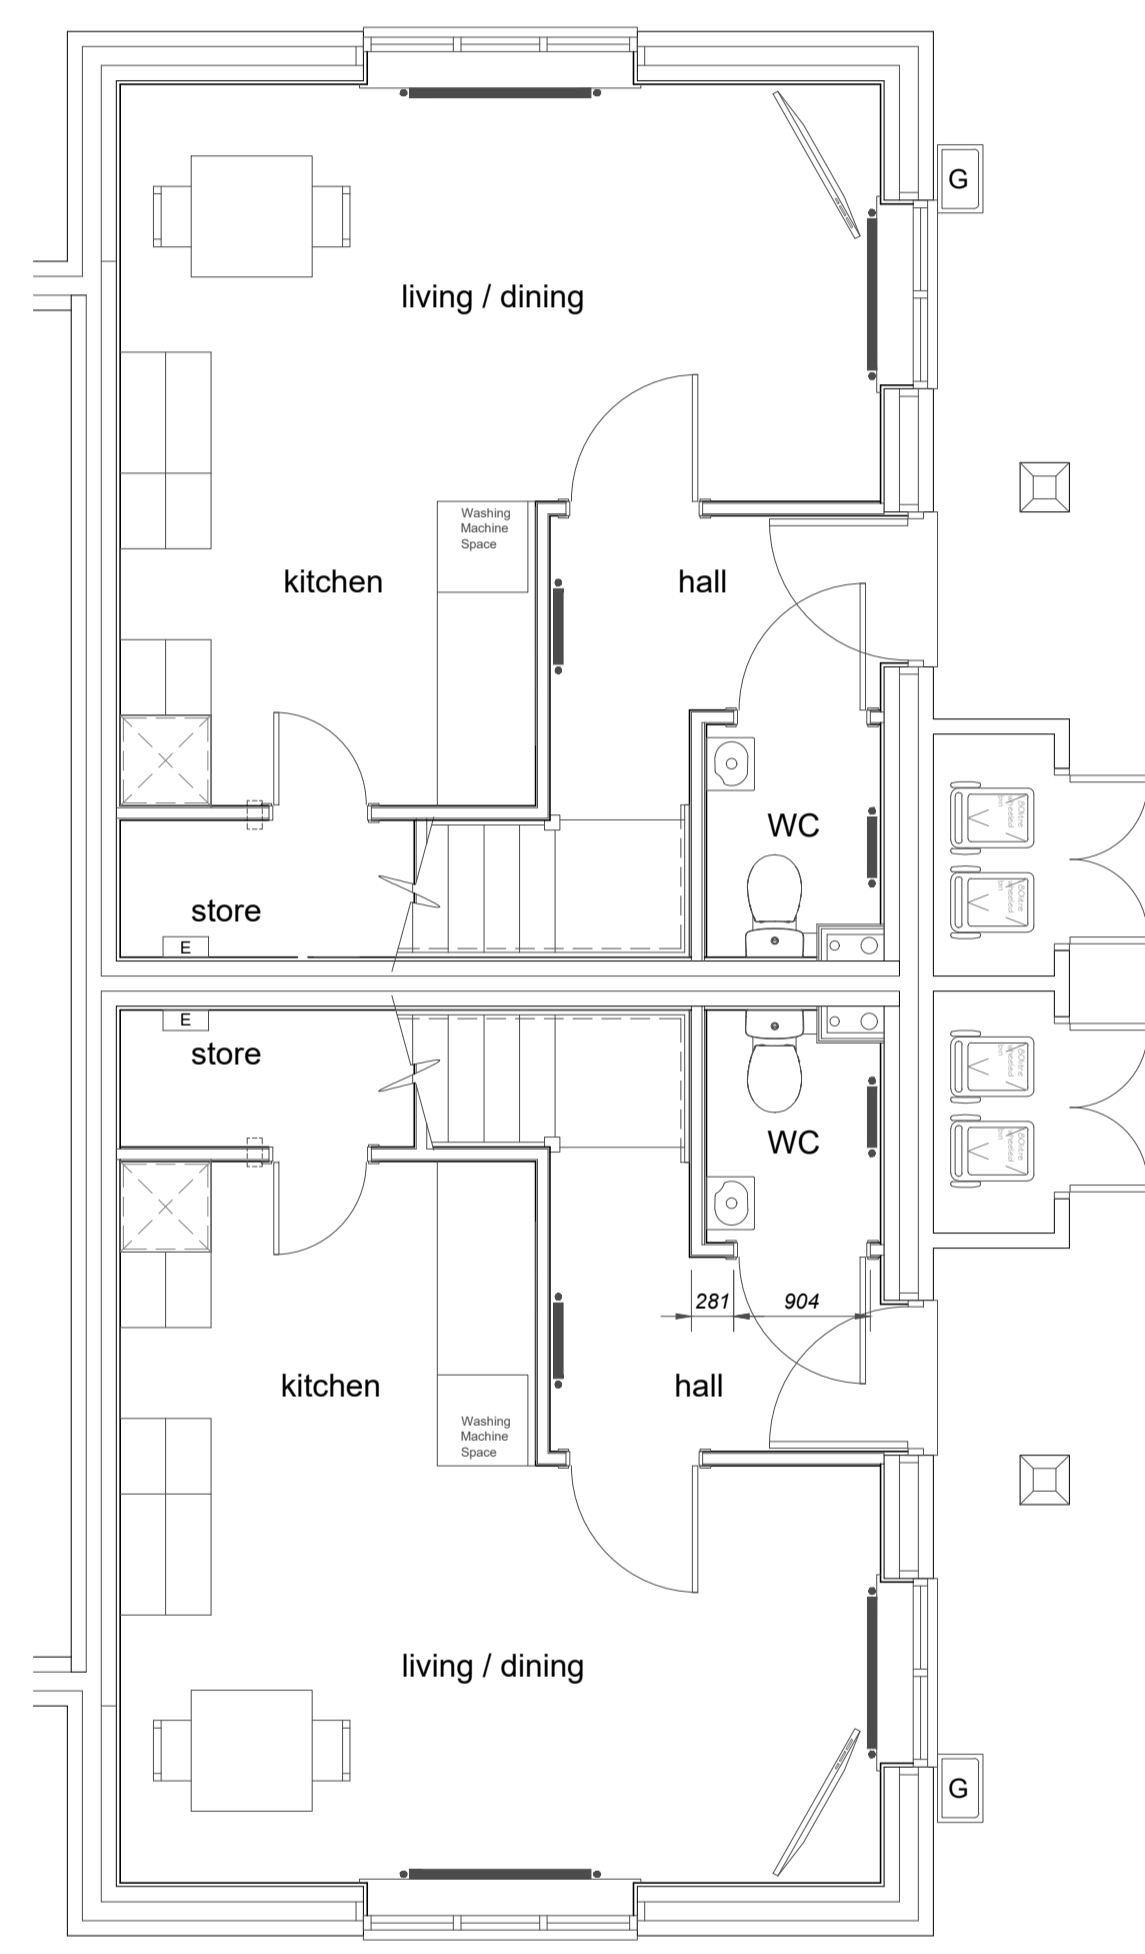 G
living / dining
Washing
Machine
Space
kitchen
hall
WC
store
E
E
store
WC
281
904
kitchen
hall
Washing
Machine
Space
living / dining
G